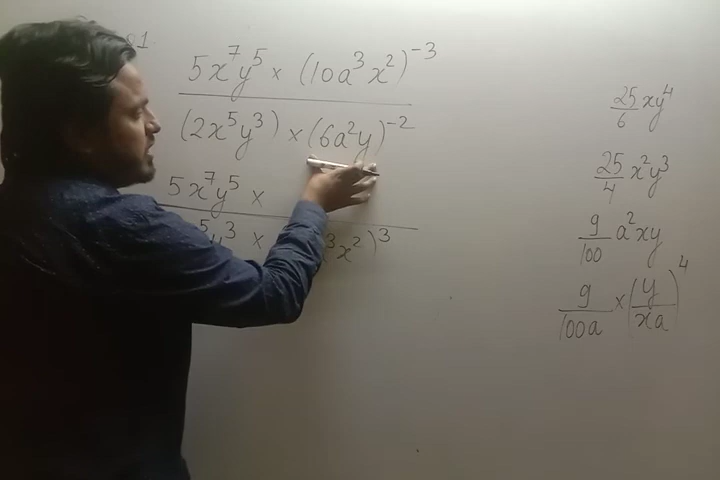 1.
5x⁷y⁵ × (10a³x²)⁻³
(2x⁵y³) × (6a²y)⁻²
5x⁷y⁵ ×
⁵y³ × ³x²)³
25/6 xy⁴
25/4 x²y³
9/100 a²xy
9/100a × (y/xa)⁴